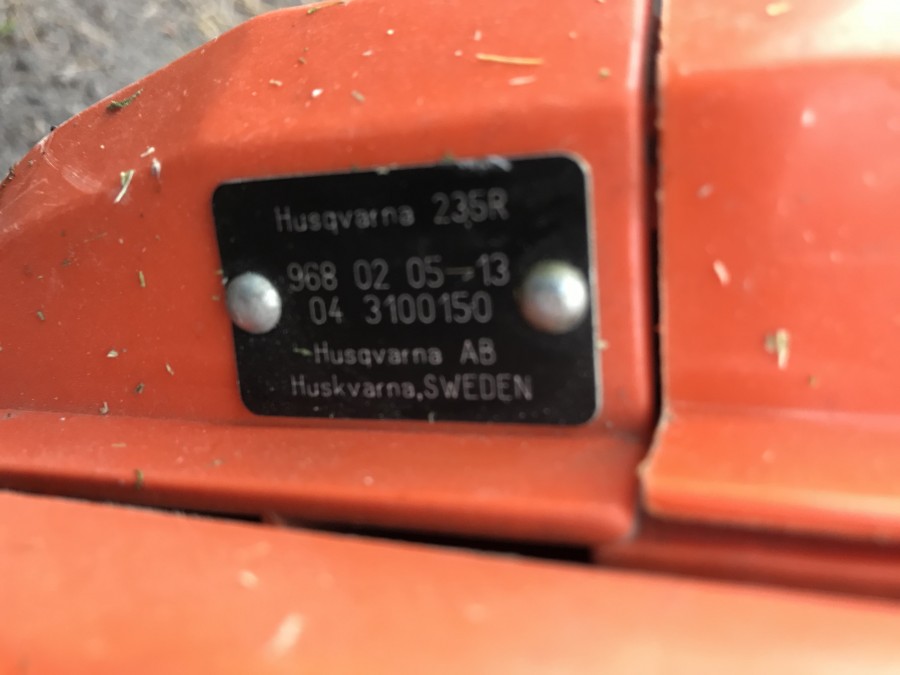 Husqvarna 235R
968 02 05-13
04 3100150
Husqvarna AB
Huskvarna, SWEDEN